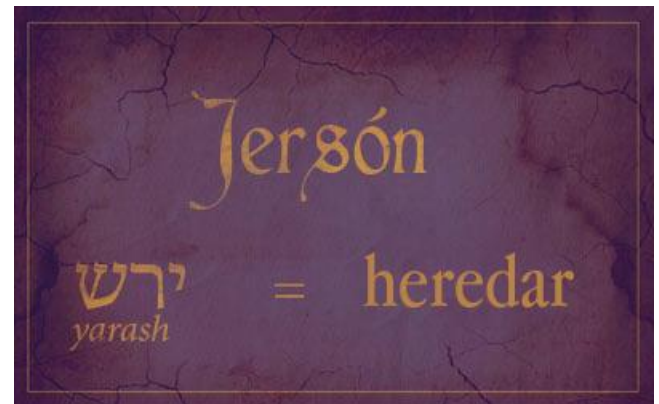 Jersón
ירש = heredar
yarash